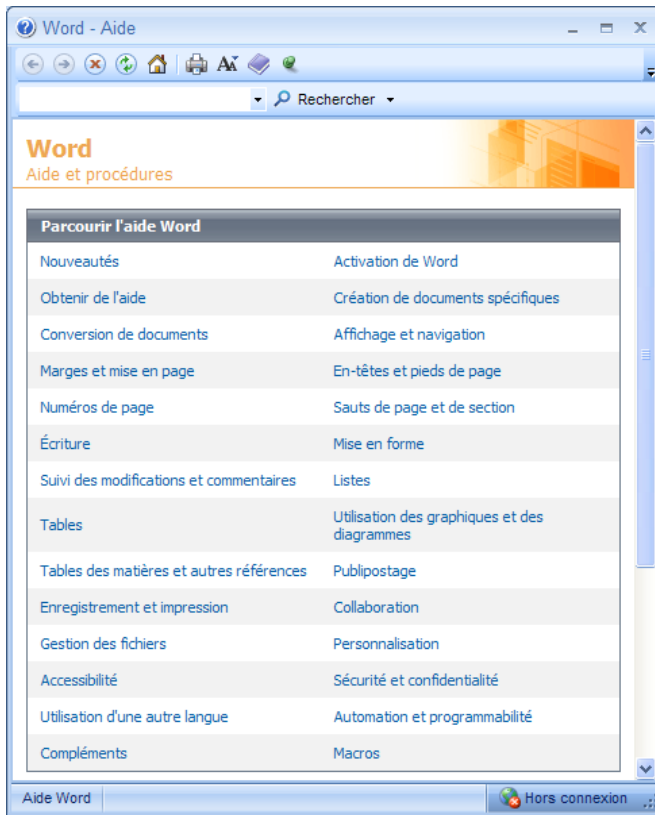 Word - Aide
Rechercher
Word
Aide et procédures
Parcourir l'aide Word
Nouveautés
Activation de Word
Obtenir de l'aide
Création de documents spécifiques
Conversion de documents
Affichage et navigation
Marges et mise en page
En-têtes et pieds de page
Numéros de page
Sauts de page et de section
Écriture
Mise en forme
Suivi des modifications et commentaires
Listes
Tables
Utilisation des graphiques et des
diagrammes
Tables des matières et autres références
Publipostage
Enregistrement et impression
Collaboration
Gestion des fichiers
Personnalisation
Accessibilité
Sécurité et confidentialité
Utilisation d'une autre langue
Automation et programmabilité
Compléments
Macros
Aide Word
Hors connexion